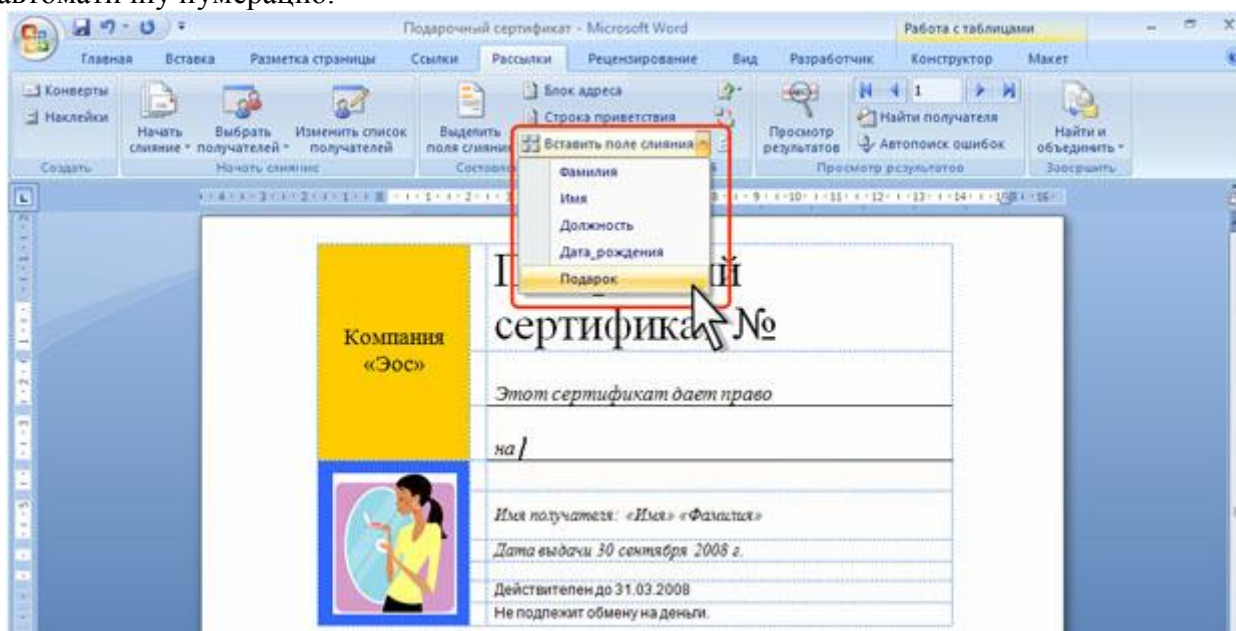 автоматичну нумерацію.
Подарочный сертификат - Microsoft Word
Работа с таблицами
Главная Вставка Разметка страницы Ссылки Рассылки Рецензирование Вид Разработчик Конструктор Макет
Конверты
Наклейки
Создать
Начать слияние
Выбрать получателей
Изменить список получателей
Начать слияние
Выделить поля слияния
Блок адреса
Строка приветствия
Вставить поле слияния
Фамилия
Имя
Должность
Дата_рождения
Подарок
Просмотр результатов
1
Найти получателя
Автопоиск ошибок
Просмотр результатов
Найти и объединить
Завершить
Компания
«Эос»
сертификат №
Этот сертификат дает право
на
Имя получателя: «Имя» «Фамилия»
Дата выдачи 30 сентября 2008 г.
Действителен до 31.03.2008
Не подлежит обмену на деньги.